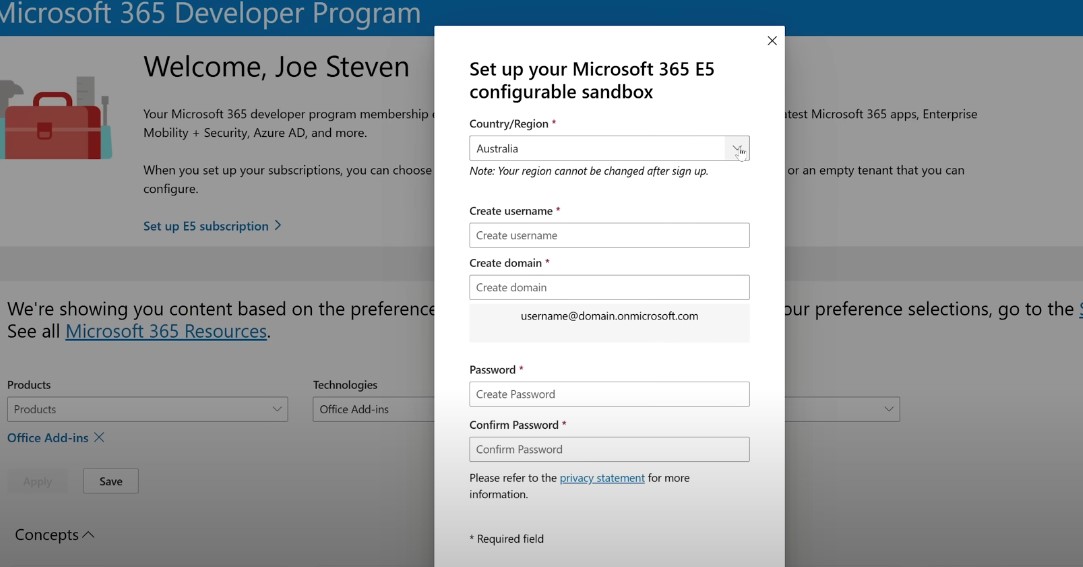 Microsoft 365 Developer Program
Welcome, Joe Steven
Your Microsoft 365 developer program membership
atest Microsoft 365 apps, Enterprise
Mobility + Security, Azure AD, and more.
When you set up your subscriptions, you can choose
or an empty tenant that you can
configure.
Set up E5 subscription >
We're showing you content based on the preference
our preference selections, go to the
See all Microsoft 365 Resources.
Products
Technologies
Products
Office Add-ins
Office Add-ins ×
Apply
Save
Concepts
Set up your Microsoft 365 E5
configurable sandbox
Country/Region *
Australia
Note: Your region cannot be changed after sign up.
Create username *
Create username
Create domain *
Create domain
username@domain.onmicrosoft.com
Password *
Create Password
Confirm Password *
Confirm Password
Please refer to the privacy statement for more
information.
* Required field